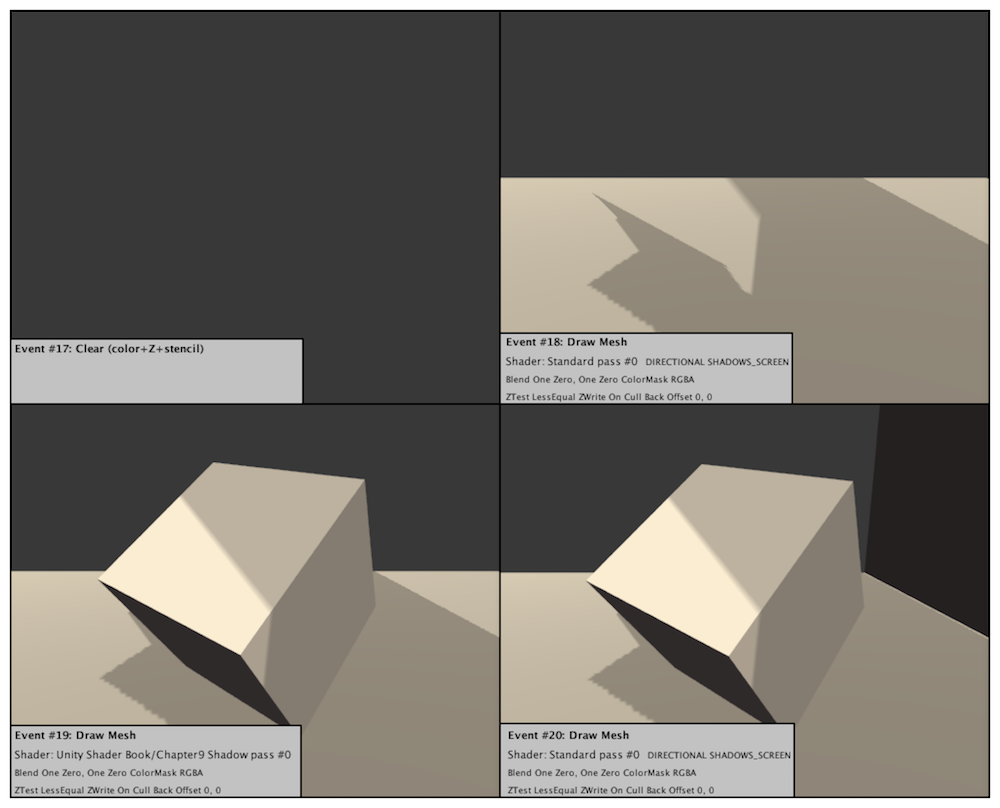 Event #17: Clear (color+Z+stencil)
Event #18: Draw Mesh
Shader: Standard pass #0 DIRECTIONAL SHADOWS_SCREEN
Blend One Zero, One Zero ColorMask RGBA
ZTest LessEqual ZWrite On Cull Back Offset 0, 0
Event #19: Draw Mesh
Shader: Unity Shader Book/Chapter9 Shadow pass #0
Blend One Zero, One Zero ColorMask RGBA
ZTest LessEqual ZWrite On Cull Back Offset 0, 0
Event #20: Draw Mesh
Shader: Standard pass #0 DIRECTIONAL SHADOWS_SCREEN
Blend One Zero, One Zero ColorMask RGBA
ZTest LessEqual ZWrite On Cull Back Offset 0, 0